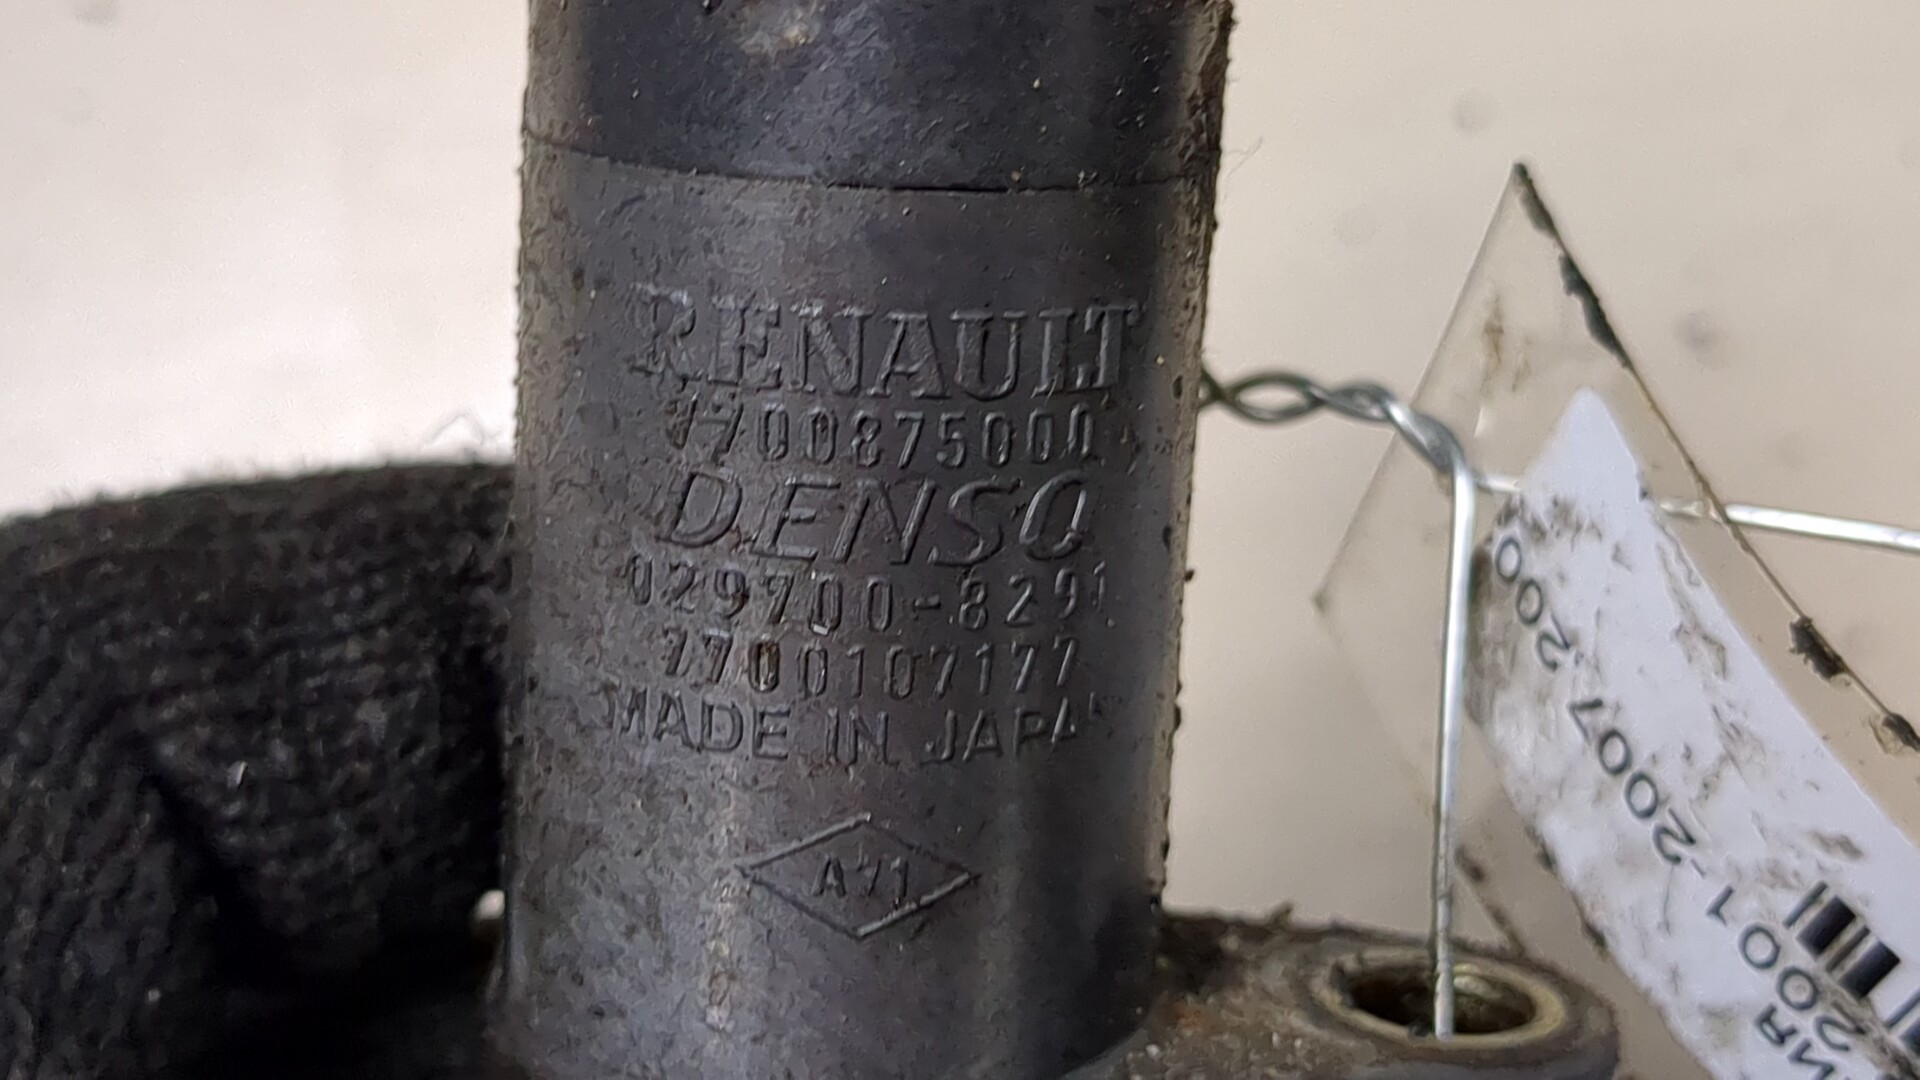 RENAULT
7700875000
DENSO
029700-8291
7700107177
MADE IN JAPAN
A71
2001-2007, 200